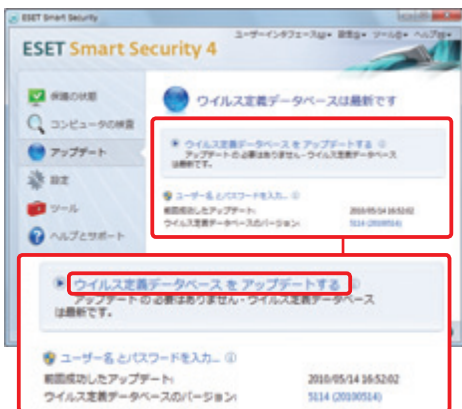 ESET Smart Security
ESET Smart Security 4
ユーザーインタフェース(U)▾ 設定(S)▾ ツール(O)▾ ヘルプ(H)▾
保護の状態
コンピュータの検査
アップデート
設定
ツール
ヘルプとサポート
ウイルス定義データベースは最新です
ウイルス定義データベース を アップデートする
アップデート の 必要はありません - ウイルス定義データベース
は最新です。
ユーザー名 とパスワードを入力...
前回成功したアップデート: 2010/05/14 16:52:02
ウイルス定義データベースのバージョン: 5114 (20100514)
ウイルス定義データベース を アップデートする
アップデート の 必要はありません - ウイルス定義データベース
は最新です。
ユーザー名 とパスワードを入力...
前回成功したアップデート: 2010/05/14 16:52:02
ウイルス定義データベースのバージョン: 5114 (20100514)